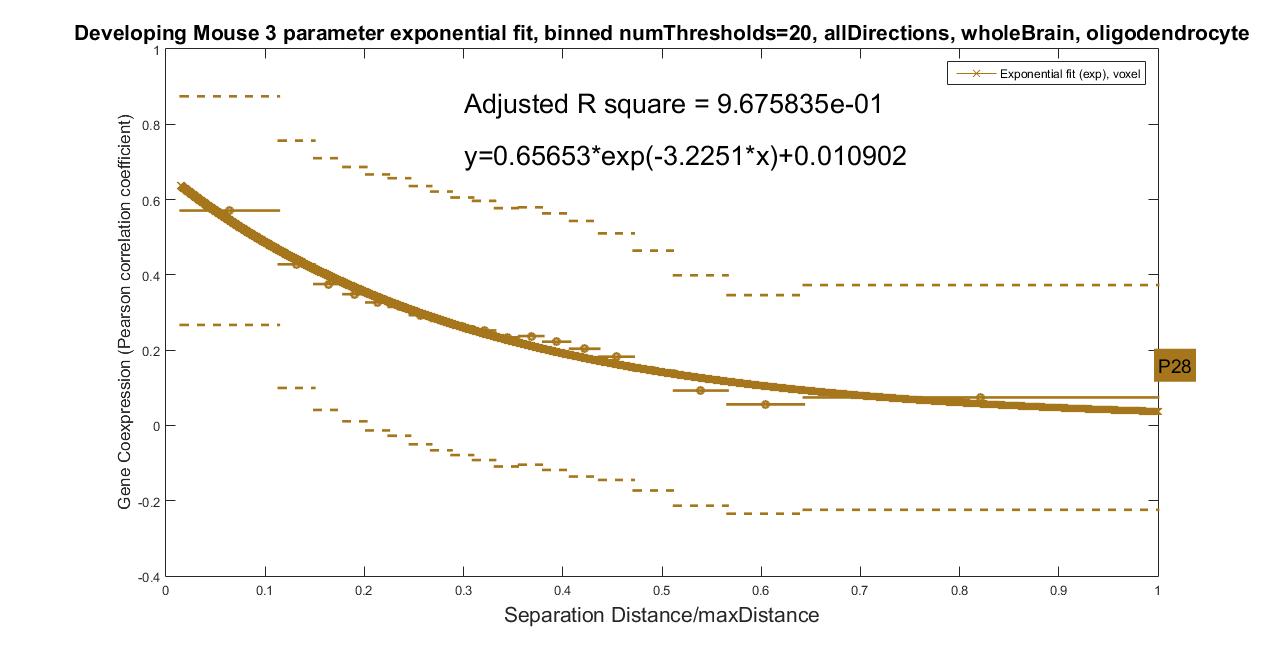 Developing Mouse 3 parameter exponential fit, binned numThresholds=20, allDirections, wholeBrain, oligodendrocyte
Exponential fit (exp), voxel
Adjusted R square = 9.675835e-01
y=0.65653*exp(-3.2251*x)+0.010902
Gene Coexpression (Pearson correlation coefficient)
1
0.8
0.6
0.4
0.2
0
-0.2
-0.4
P28
0 0.1 0.2 0.3 0.4 0.5 0.6 0.7 0.8 0.9 1
Separation Distance/maxDistance